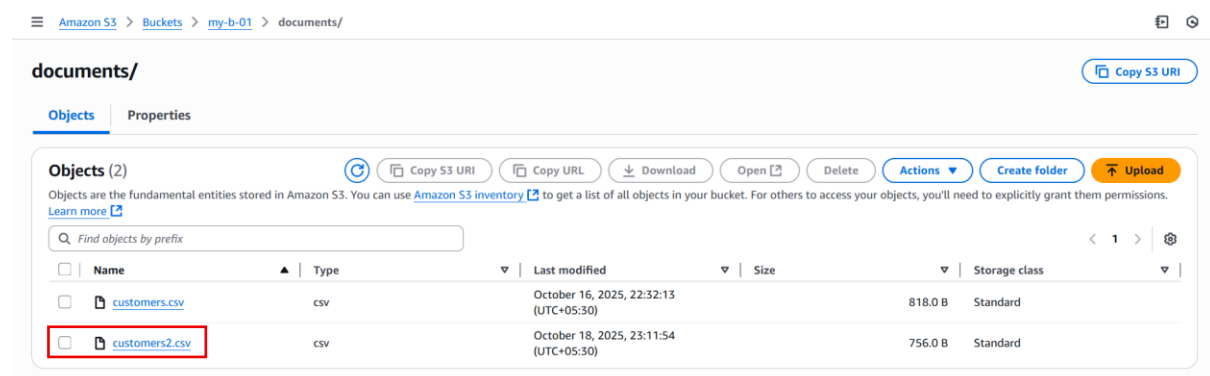 Amazon S3 > Buckets > my-b-01 > documents/
documents/
Copy S3 URI
Objects Properties
Objects (2) Copy S3 URI Copy URL Download Open Delete Actions Create folder Upload
Objects are the fundamental entities stored in Amazon S3. You can use Amazon S3 inventory to get a list of all objects in your bucket. For others to access your objects, you'll need to explicitly grant them permissions.
Learn more
Find objects by prefix < 1 >
Name Type Last modified Size Storage class
customers.csv csv October 16, 2025, 22:32:13 (UTC+05:30) 818.0 B Standard
customers2.csv csv October 18, 2025, 23:11:54 (UTC+05:30) 756.0 B Standard